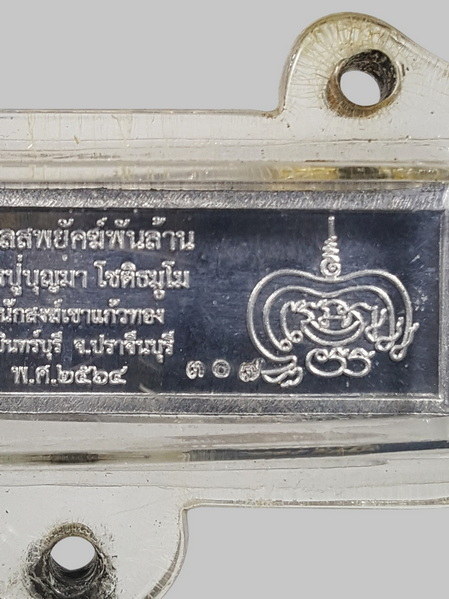 ลสพยัคฆ์พันล้าน
รปู่บุญมา โชติธมฺโม
นักสงฆ์เขาแก้วทอง
บินทร์บุรี จ.ปราจีนบุรี
พ.ศ.๒๕๖๔
๓๐๗